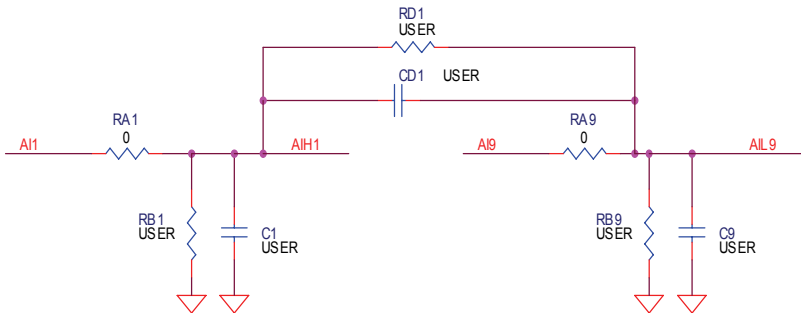 RD1
USER
CD1 USER
RA1
0
RA9
0
AI1
AIH1
AI9
AIL9
RB1
USER
C1
USER
RB9
USER
C9
USER